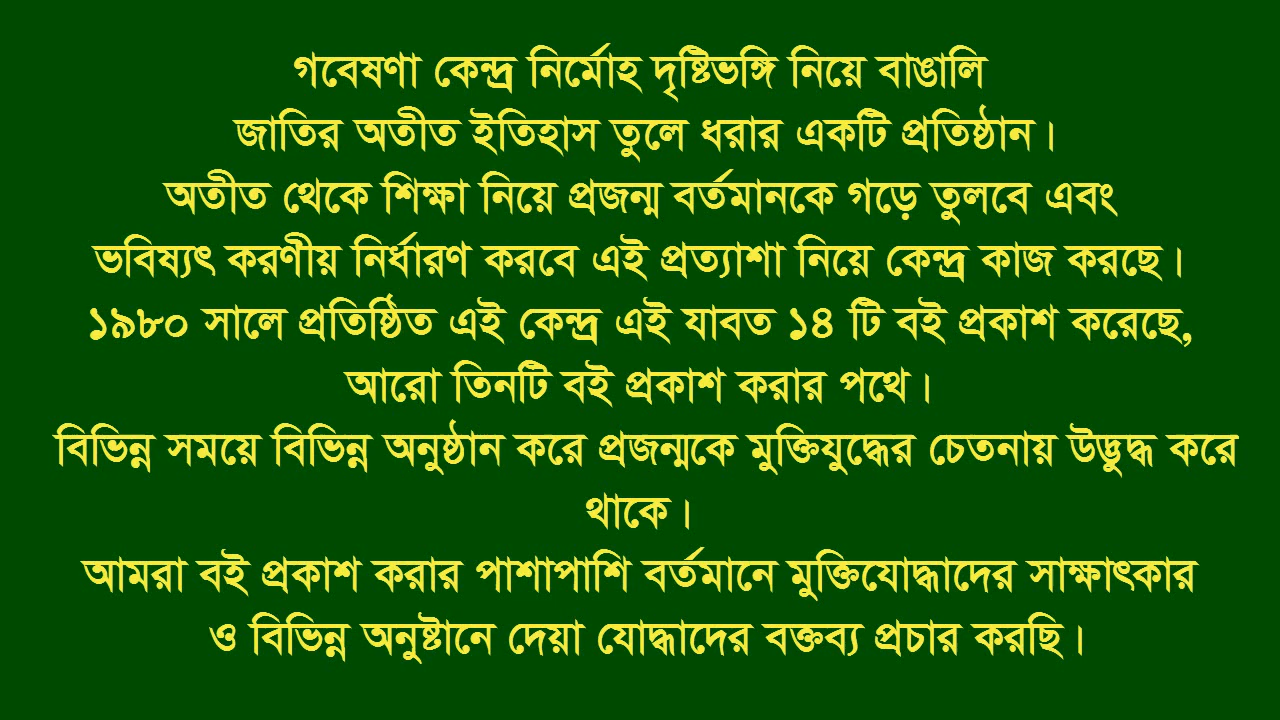 গবেষণা কেন্দ্র নির্মোহ দৃষ্টিভঙ্গি নিয়ে বাঙালি
জাতির অতীত ইতিহাস তুলে ধরার একটি প্রতিষ্ঠান।
অতীত থেকে শিক্ষা নিয়ে প্রজন্ম বর্তমানকে গড়ে তুলবে এবং
ভবিষ্যৎ করণীয় নির্ধারণ করবে এই প্রত্যাশা নিয়ে কেন্দ্র কাজ করছে।
১৯৮০ সালে প্রতিষ্ঠিত এই কেন্দ্র এই যাবত ১৪ টি বই প্রকাশ করেছে,
আরো তিনটি বই প্রকাশ করার পথে।
বিভিন্ন সময়ে বিভিন্ন অনুষ্ঠান করে প্রজন্মকে মুক্তিযুদ্ধের চেতনায় উদ্ভুদ্ধ করে
থাকে।
আমরা বই প্রকাশ করার পাশাপাশি বর্তমানে মুক্তিযোদ্ধাদের সাক্ষাৎকার
ও বিভিন্ন অনুষ্টানে দেয়া যোদ্ধাদের বক্তব্য প্রচার করছি।